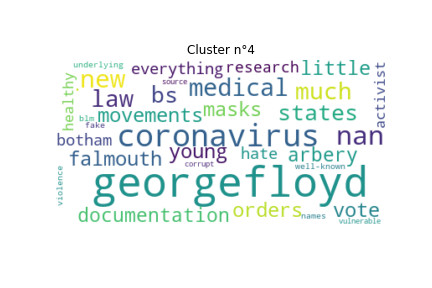 Cluster n°4
underlying
everything research little
source
new medical much
healthy
activist
law bs
movements masks states
blm
fake
coronavirus nan
botham
falmouth young hate arbery
corrupt
well-known
georgefloyd
violence
documentation orders vote
names
vulnerable